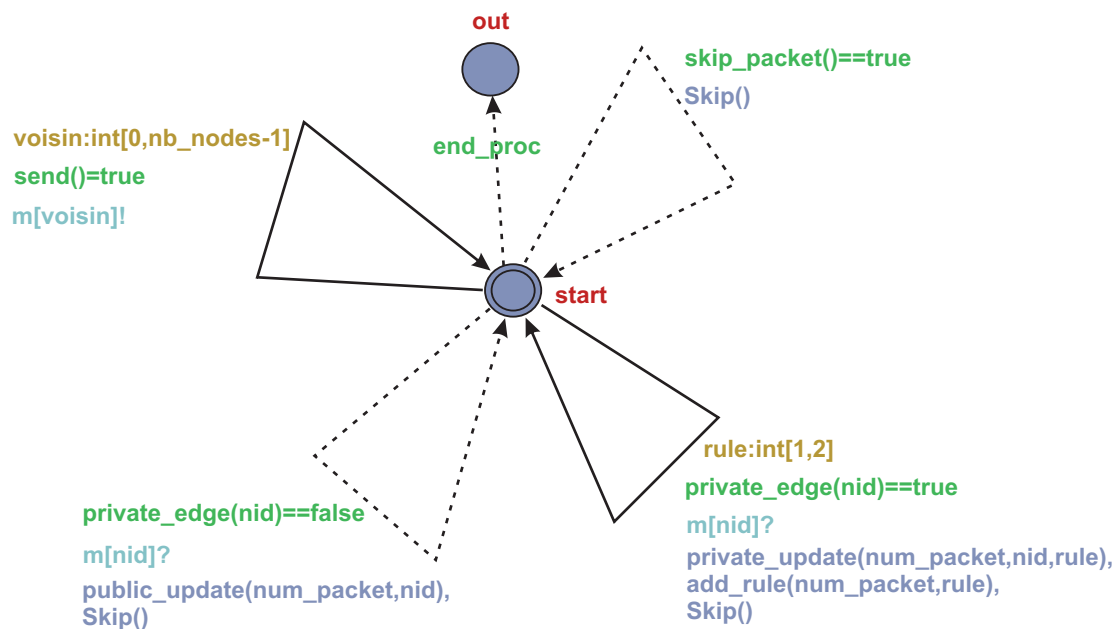 out
skip_packet()==true
Skip()
voisin:int[0,nb_nodes-1]
send()=true
m[voisin]!
end_proc
start
rule:int[1,2]
private_edge(nid)==true
m[nid]?
private_update(num_packet,nid,rule),
add_rule(num_packet,rule),
Skip()
private_edge(nid)==false
m[nid]?
public_update(num_packet,nid),
Skip()